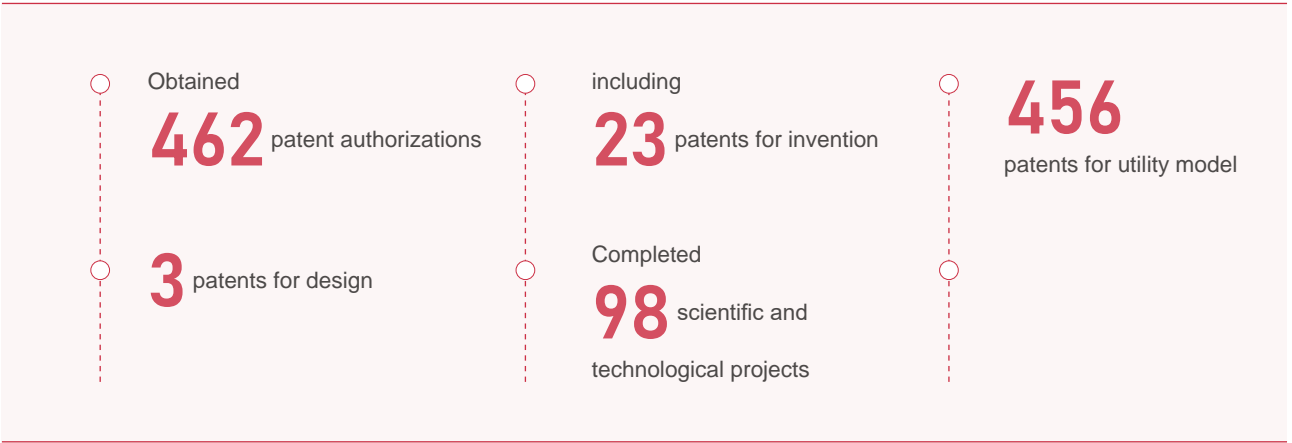 Obtained
462 patent authorizations
including
23 patents for invention
456
patents for utility model
3 patents for design
Completed
98 scientific and
technological projects